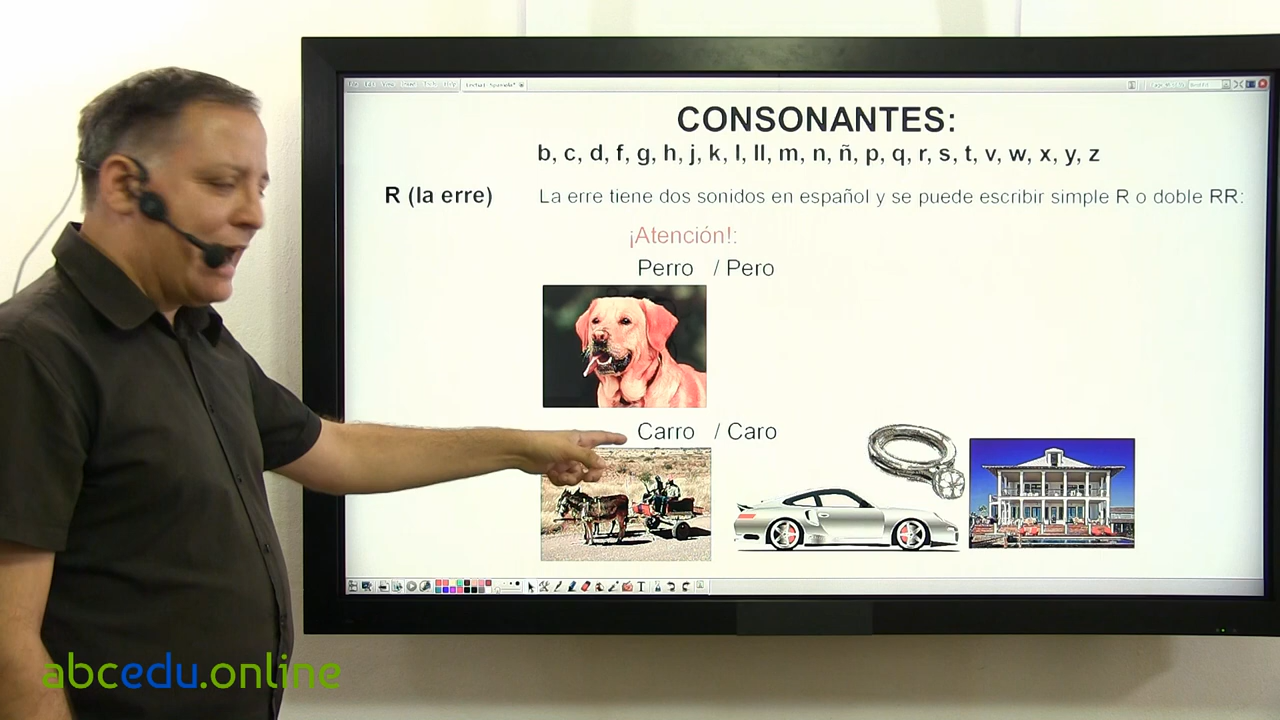 CONSONANTES:
b, c, d, f, g, h, j, k, l, ll, m, n, ñ, p, q, r, s, t, v, w, x, y, z
R (la erre) La erre tiene dos sonidos en español y se puede escribir simple R o doble RR:
¡Atención!:
Perro / Pero
Carro / Caro
abcedu.online